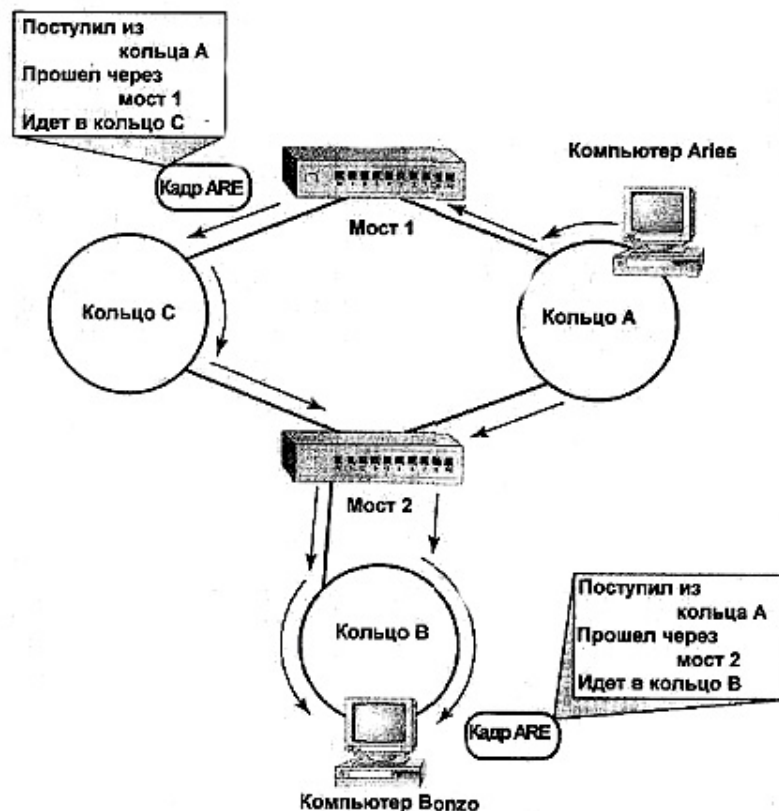 Поступил из
кольца А
Прошел через
мост 1
Идет в кольцо С
Кадр ARE
Компьютер Aries
Мост 1
Кольцо С
Кольцо А
Мост 2
Кольцо В
Поступил из
кольца А
Прошел через
мост 2
Идет в кольцо В
Кадр ARE
Компьютер Bonzo